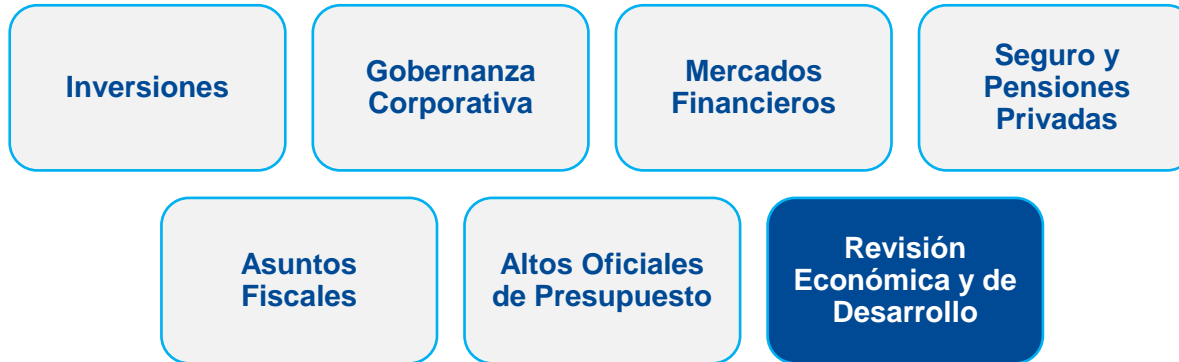 Inversiones
Gobernanza
Corporativa
Mercados
Financieros
Seguro y
Pensiones
Privadas
Asuntos
Fiscales
Altos Oficiales
de Presupuesto
Revisión
Económica y de
Desarrollo